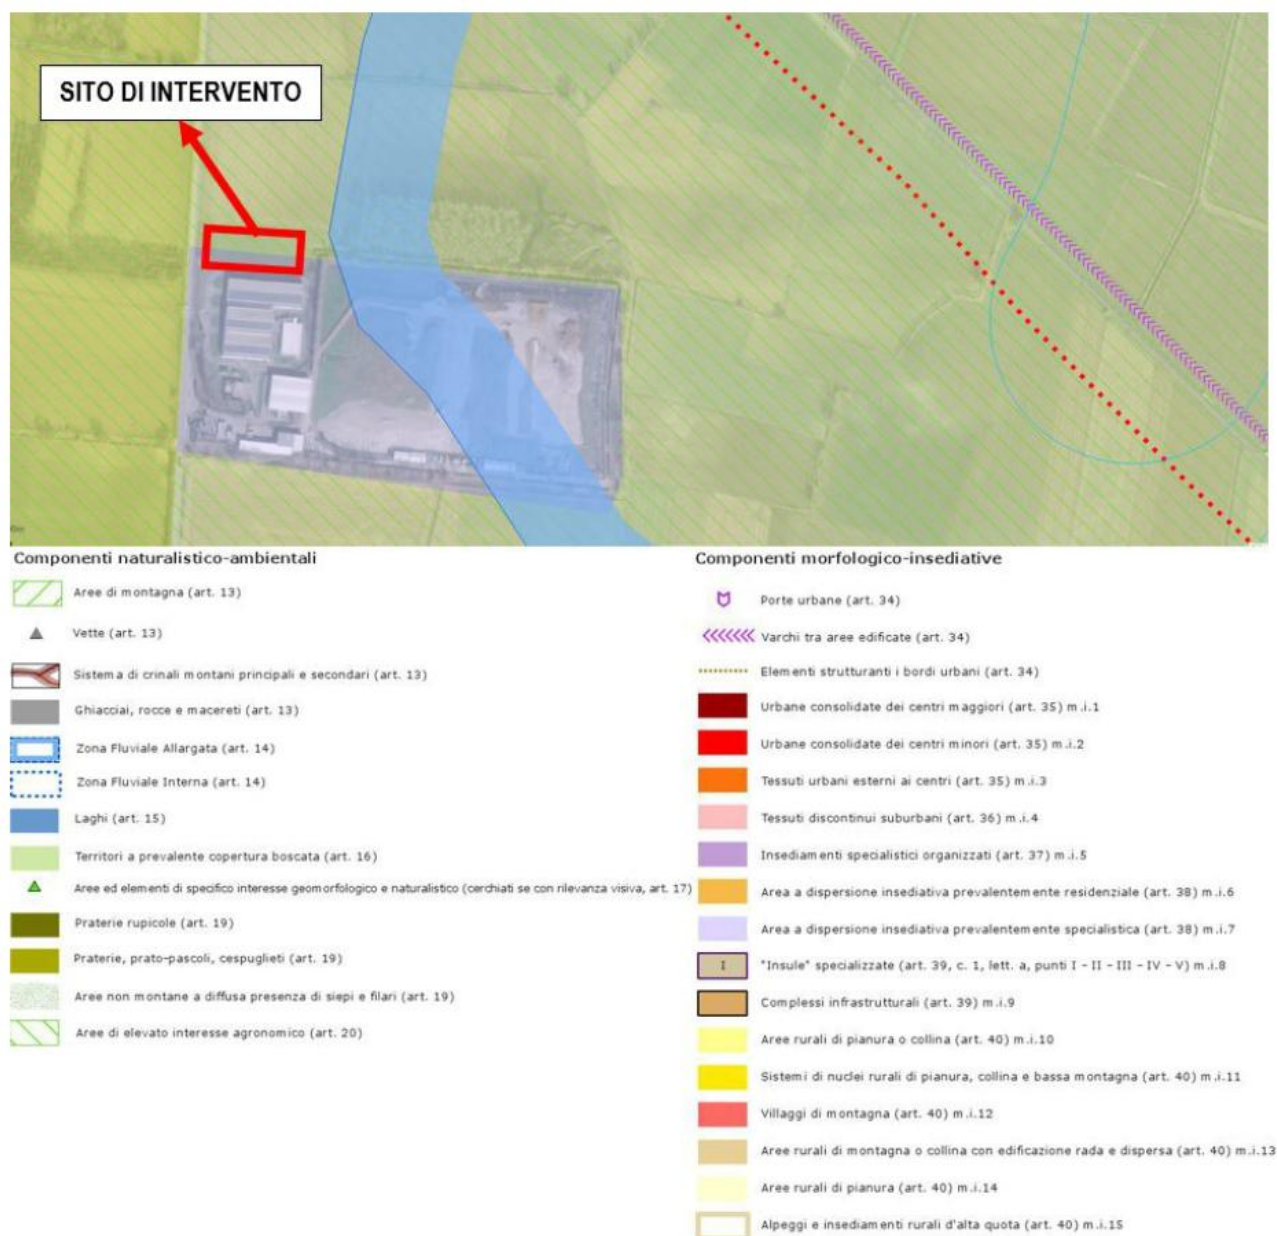 SITO DI INTERVENTO
Componenti naturalistico-ambientali
Aree di montagna (art. 13)
Vette (art. 13)
Sistema di crinali montani principali e secondari (art. 13)
Ghiacciai, rocce e macereti (art. 13)
Zona Fluviale Allargata (art. 14)
Zona Fluviale Interna (art. 14)
Laghi (art. 15)
Territori a prevalente copertura boscata (art. 16)
Aree ed elementi di specifico interesse geomorfologico e naturalistico (cerchiati se con rilevanza visiva, art. 17)
Praterie rupicole (art. 19)
Praterie, prato-pascoli, cespuglieti (art. 19)
Aree non montane a diffusa presenza di siepi e filari (art. 19)
Aree di elevato interesse agronomico (art. 20)
Componenti morfologico-insediative
Porte urbane (art. 34)
Varchi tra aree edificate (art. 34)
Elementi strutturanti i bordi urbani (art. 34)
Urbane consolidate dei centri maggiori (art. 35) m.i.1
Urbane consolidate dei centri minori (art. 35) m.i.2
Tessuti urbani esterni ai centri (art. 35) m.i.3
Tessuti discontinui suburbani (art. 36) m.i.4
Insediamenti specialistici organizzati (art. 37) m.i.5
Area a dispersione insediativa prevalentemente residenziale (art. 38) m.i.6
Area a dispersione insediativa prevalentemente specialistica (art. 38) m.i.7
I "Insule" specializzate (art. 39, c. 1, lett. a, punti I - II - III - IV - V) m.i.8
Complessi infrastrutturali (art. 39) m.i.9
Aree rurali di pianura o collina (art. 40) m.i.10
Sistemi di nuclei rurali di pianura, collina e bassa montagna (art. 40) m.i.11
Villaggi di montagna (art. 40) m.i.12
Aree rurali di montagna o collina con edificazione rada e dispersa (art. 40) m.i.13
Aree rurali di pianura (art. 40) m.i.14
Alpeggi e insediamenti rurali d'alta quota (art. 40) m.i.15